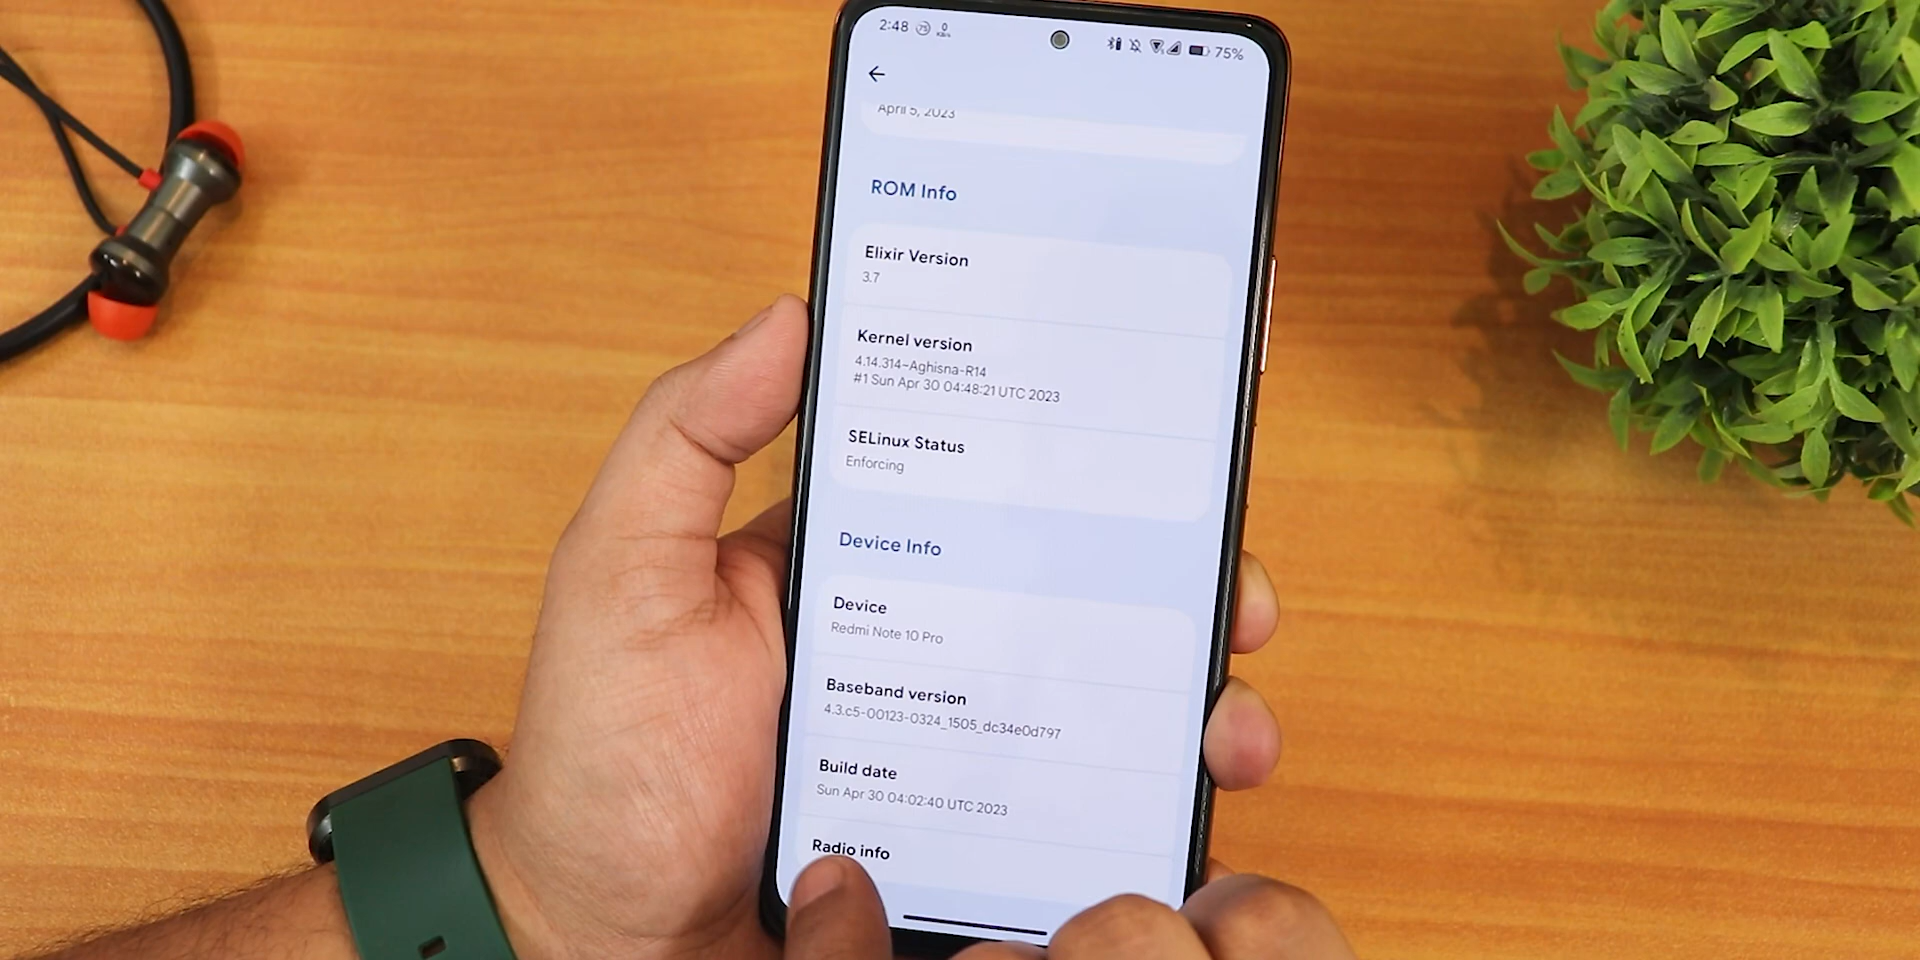 2:48 75 0 KB/s 75%
April 5, 2023
ROM Info
Elixir Version
3.7
Kernel version
4.14.314-Aghisna-R14
#1 Sun Apr 30 04:48:21 UTC 2023
SELinux Status
Enforcing
Device Info
Device
Redmi Note 10 Pro
Baseband version
4.3.c5-00123-0324_1505_dc34e0d797
Build date
Sun Apr 30 04:02:40 UTC 2023
Radio info